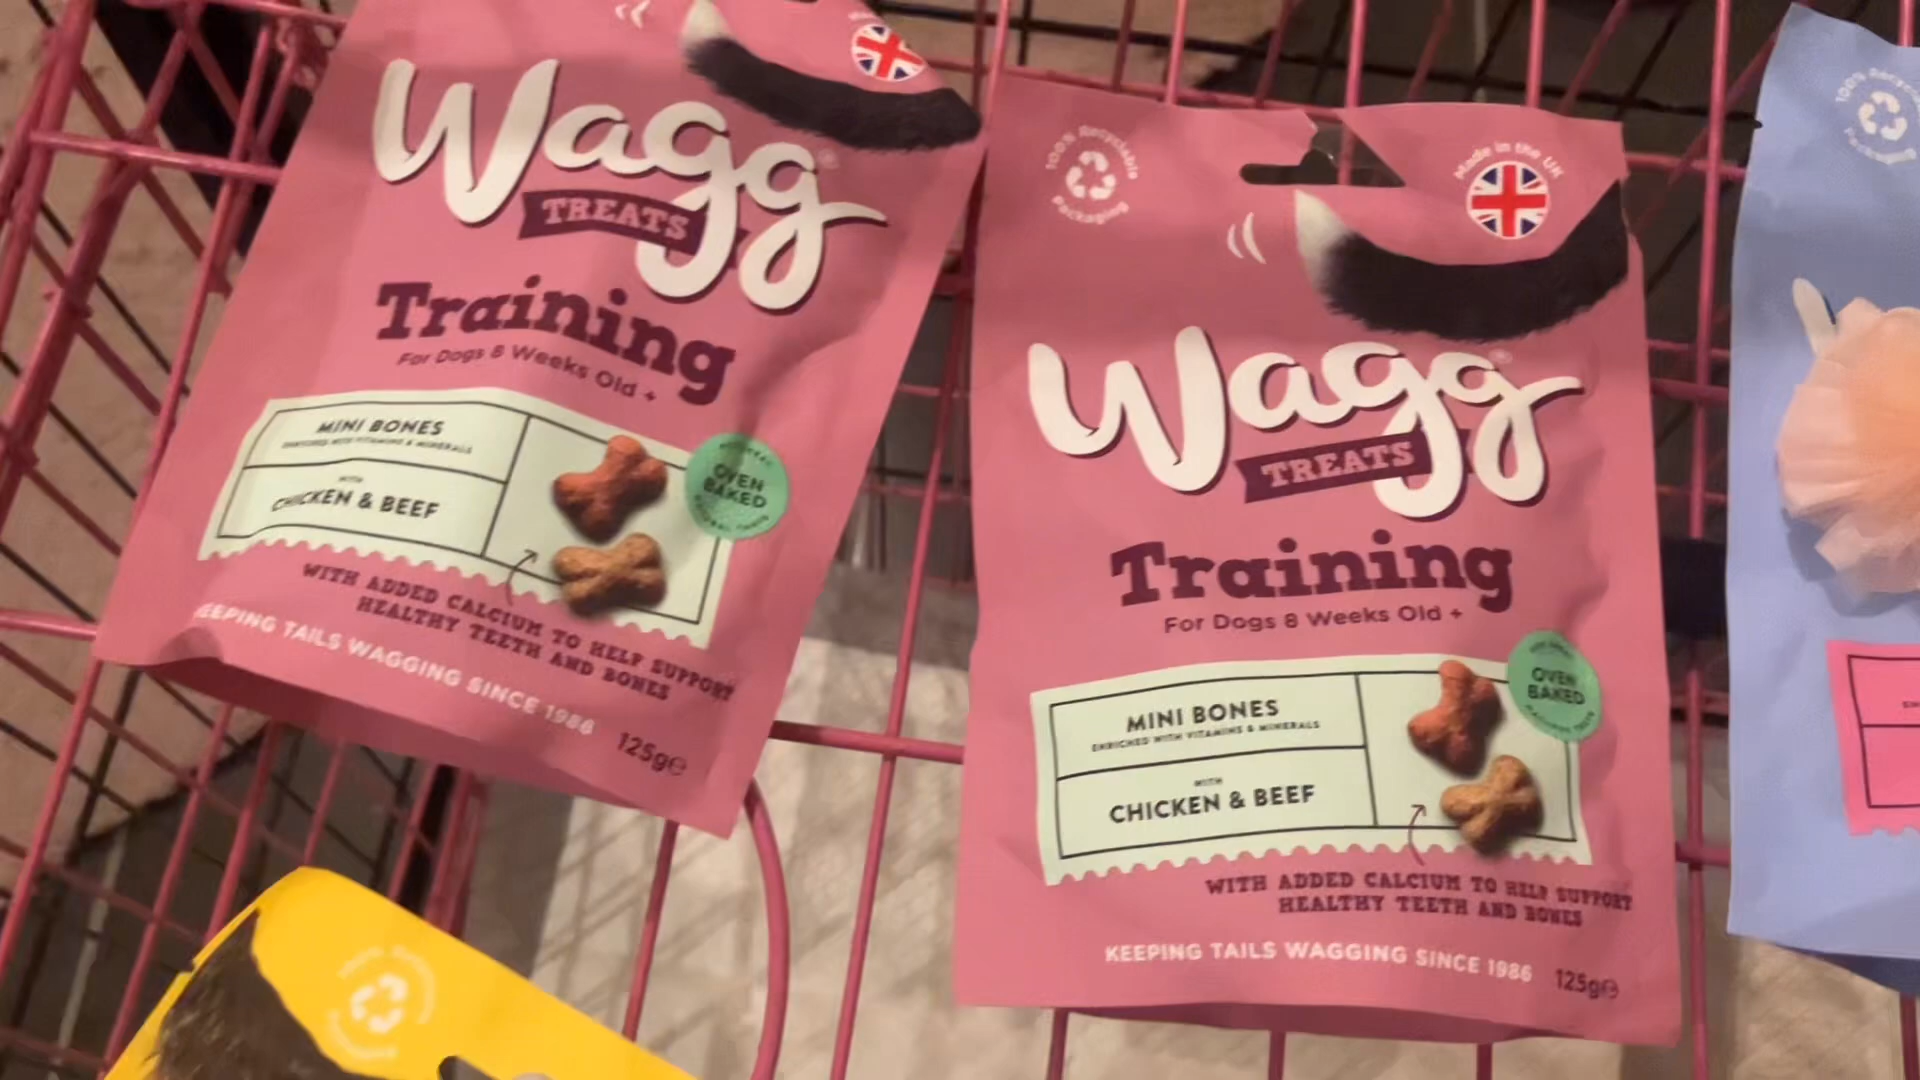 Wagg
TREATS
Training
For Dogs 8 Weeks Old +
MINI BONES
ENRICHED WITH VITAMINS & MINERALS
WITH
CHICKEN & BEEF
OVEN
BAKED
WITH ADDED CALCIUM TO HELP SUPPORT
HEALTHY TEETH AND BONES
KEEPING TAILS WAGGING SINCE 1986
125g℮
100% Recyclable
Packaging
Made in the UK
Wagg®
TREATS
Training
For Dogs 8 Weeks Old +
MINI BONES
ENRICHED WITH VITAMINS & MINERALS
WITH
CHICKEN & BEEF
OVEN
BAKED
WITH ADDED CALCIUM TO HELP SUPPORT
HEALTHY TEETH AND BONES
KEEPING TAILS WAGGING SINCE 1986
125g℮